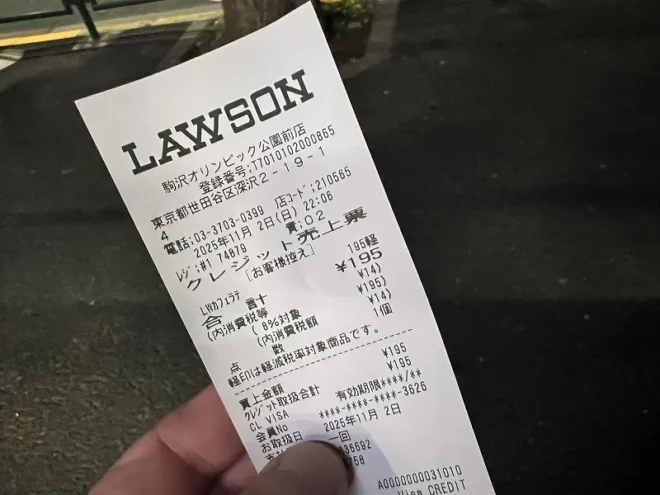 LAWSON
駒沢オリンピック公園前店
登録番号:T7010102000865
東京都世田谷区深沢2-19-1
4
電話:03-3703-0399 店コード:210585
2025年11月 2日(日) 22:06
レジ:#1 74879 責:02
クレジット売上票
[お客様控え]
LWカフェラテ 195軽
合 計 ¥195
(内消費税等 ¥14)
( 8%対象 ¥195)
(内消費税額 ¥14)
点 数 1個
軽印は軽減税率対象商品です。
買上金額 ¥195
クレジット取扱合計 ¥195
CL VISA 有効期限****/**
会員No ****-****-****-3626
お取扱日 2025年11月 2日
一回
A0000000031010
Visa CREDIT